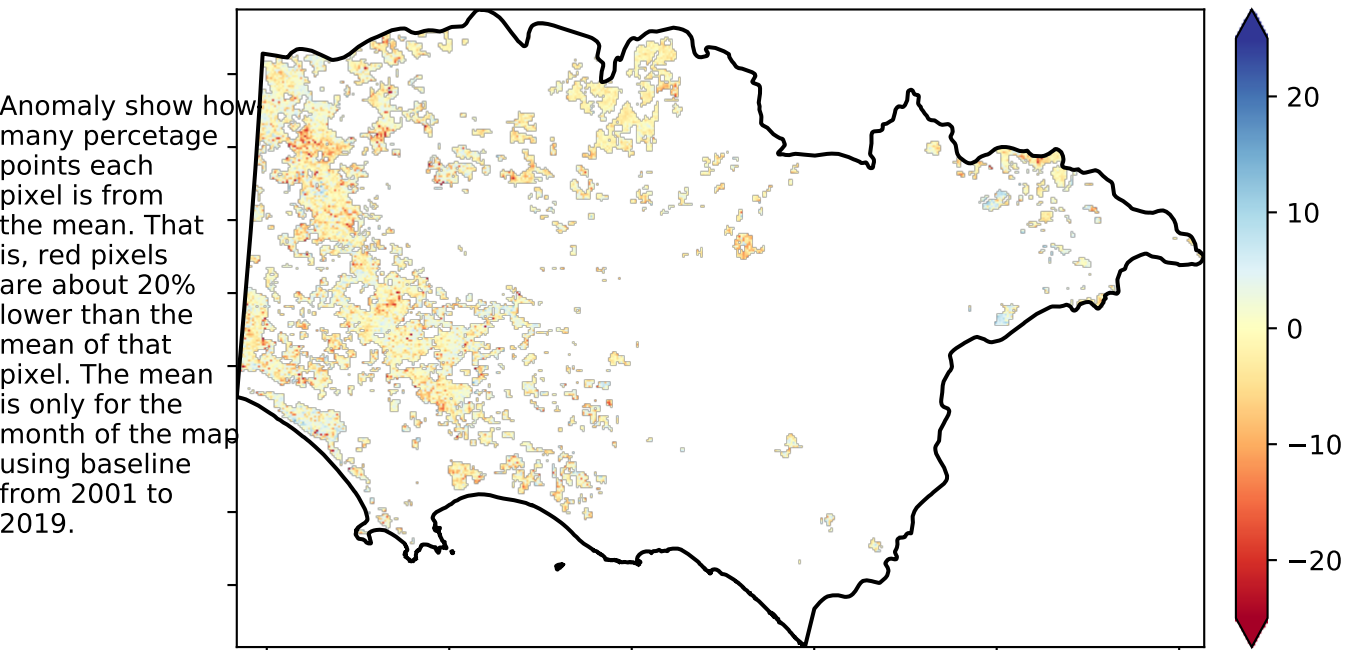 Anomaly show how
many percetage
points each
pixel is from
the mean. That
is, red pixels
are about 20%
lower than the
mean of that
pixel. The mean
is only for the
month of the map
using baseline
from 2001 to
2019.
20
10
0
−10
−20